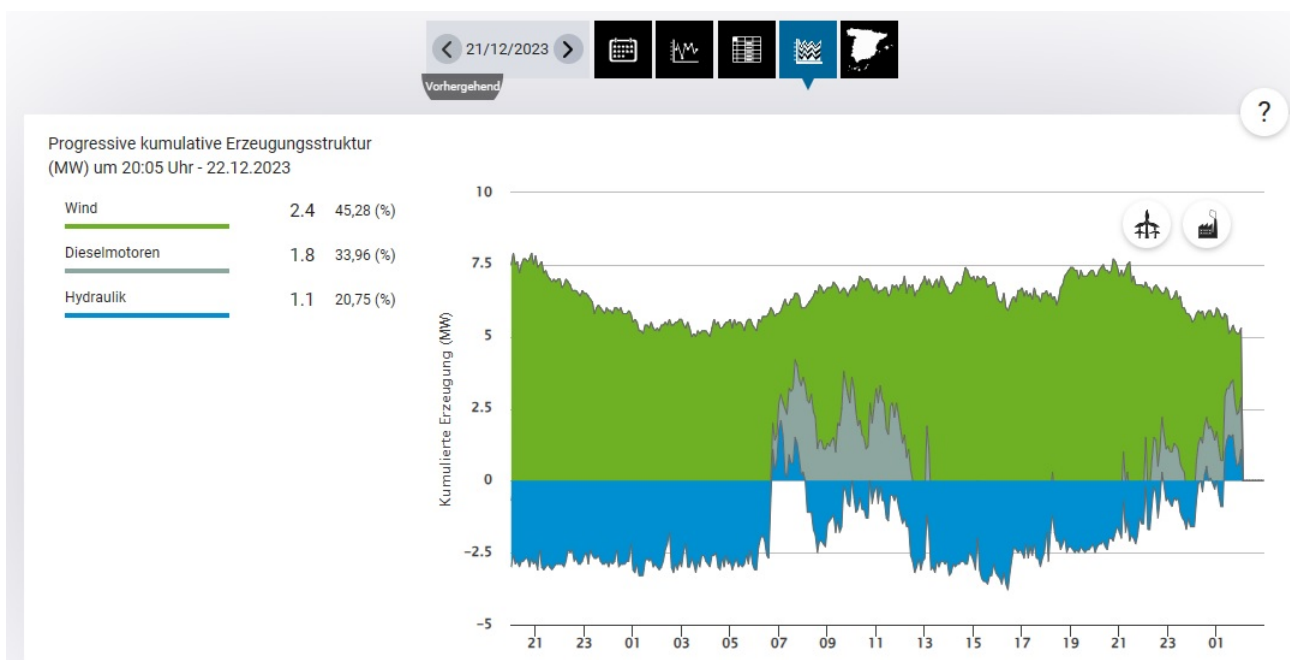 21/12/2023
Vorhergehend
?
Progressive kumulative Erzeugungsstruktur
(MW) um 20:05 Uhr - 22.12.2023
Wind 2.4 45,28 (%)
Dieselmotoren 1.8 33,96 (%)
Hydraulik 1.1 20,75 (%)
Kumulierte Erzeugung (MW)
10
7.5
5
2.5
0
−2.5
−5
21 23 01 03 05 07 09 11 13 15 17 19 21 23 01